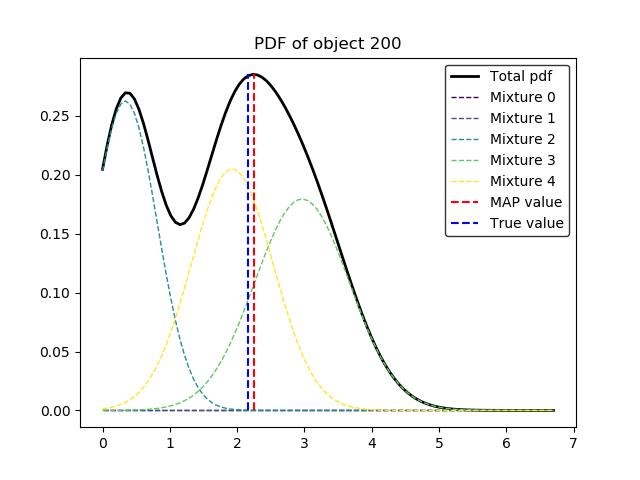 PDF of object 200
Total pdf
Mixture 0
Mixture 1
Mixture 2
Mixture 3
Mixture 4
MAP value
True value
0.25
0.20
0.15
0.10
0.05
0.00
0 1 2 3 4 5 6 7